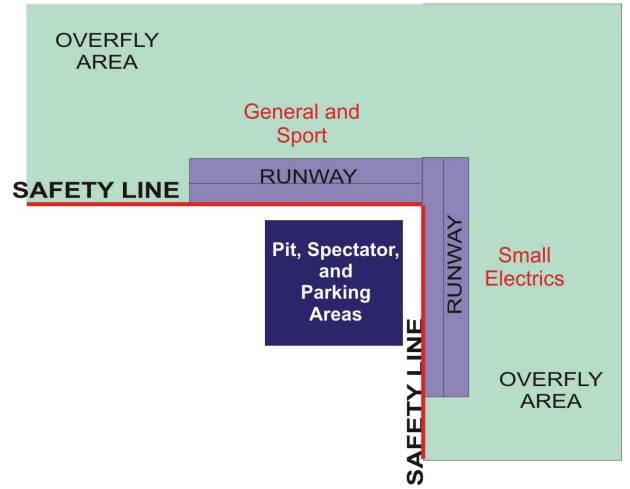 OVERFLY
AREA
General and
Sport
RUNWAY
SAFETY LINE
Pit, Spectator,
and
Parking
Areas
RUNWAY
Small
Electrics
SAFETY LINE
OVERFLY
AREA